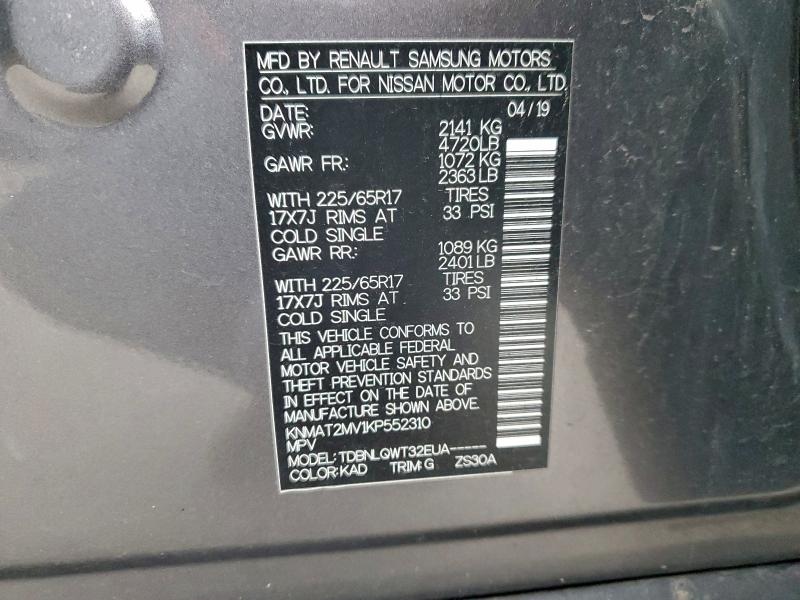 MFD BY RENAULT SAMSUNG MOTORS
CO., LTD. FOR NISSAN MOTOR CO., LTD.
DATE: 04/19
GVWR: 2141 KG
4720LB
GAWR FR.: 1072 KG
2363 LB
WITH 225/65R17 TIRES
17X7J RIMS AT 33 PSI
COLD SINGLE
GAWR RR.: 1089 KG
2401 LB
WITH 225/65R17 TIRES
17X7J RIMS AT 33 PSI
COLD SINGLE
THIS VEHICLE CONFORMS TO
ALL APPLICABLE FEDERAL
MOTOR VEHICLE SAFETY AND
THEFT PREVENTION STANDARDS
IN EFFECT ON THE DATE OF
MANUFACTURE SHOWN ABOVE.
KNMAT2MV1KP552310
MPV
MODEL: TDBNLQWT32EUA-----
COLOR: KAD TRIM: G ZS30A